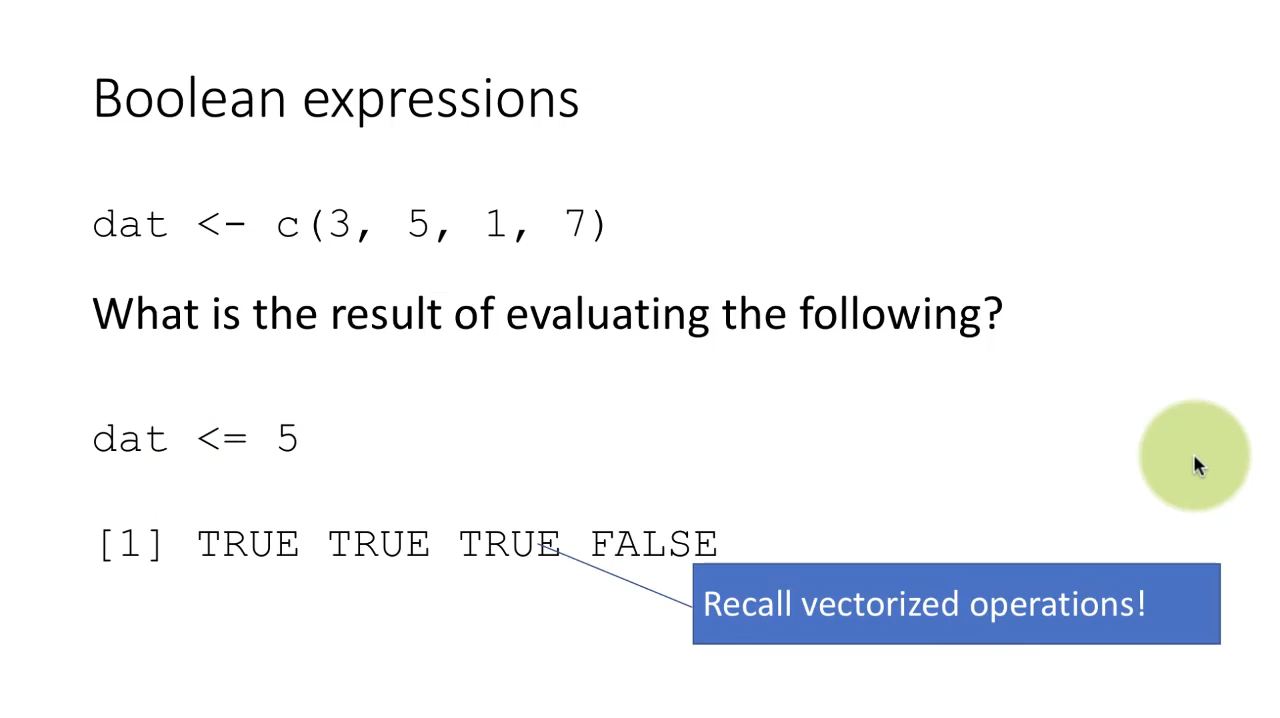 Boolean expressions
dat <- c(3, 5, 1, 7)
What is the result of evaluating the following?
dat <= 5
[1] TRUE TRUE TRUE FALSE
Recall vectorized operations!